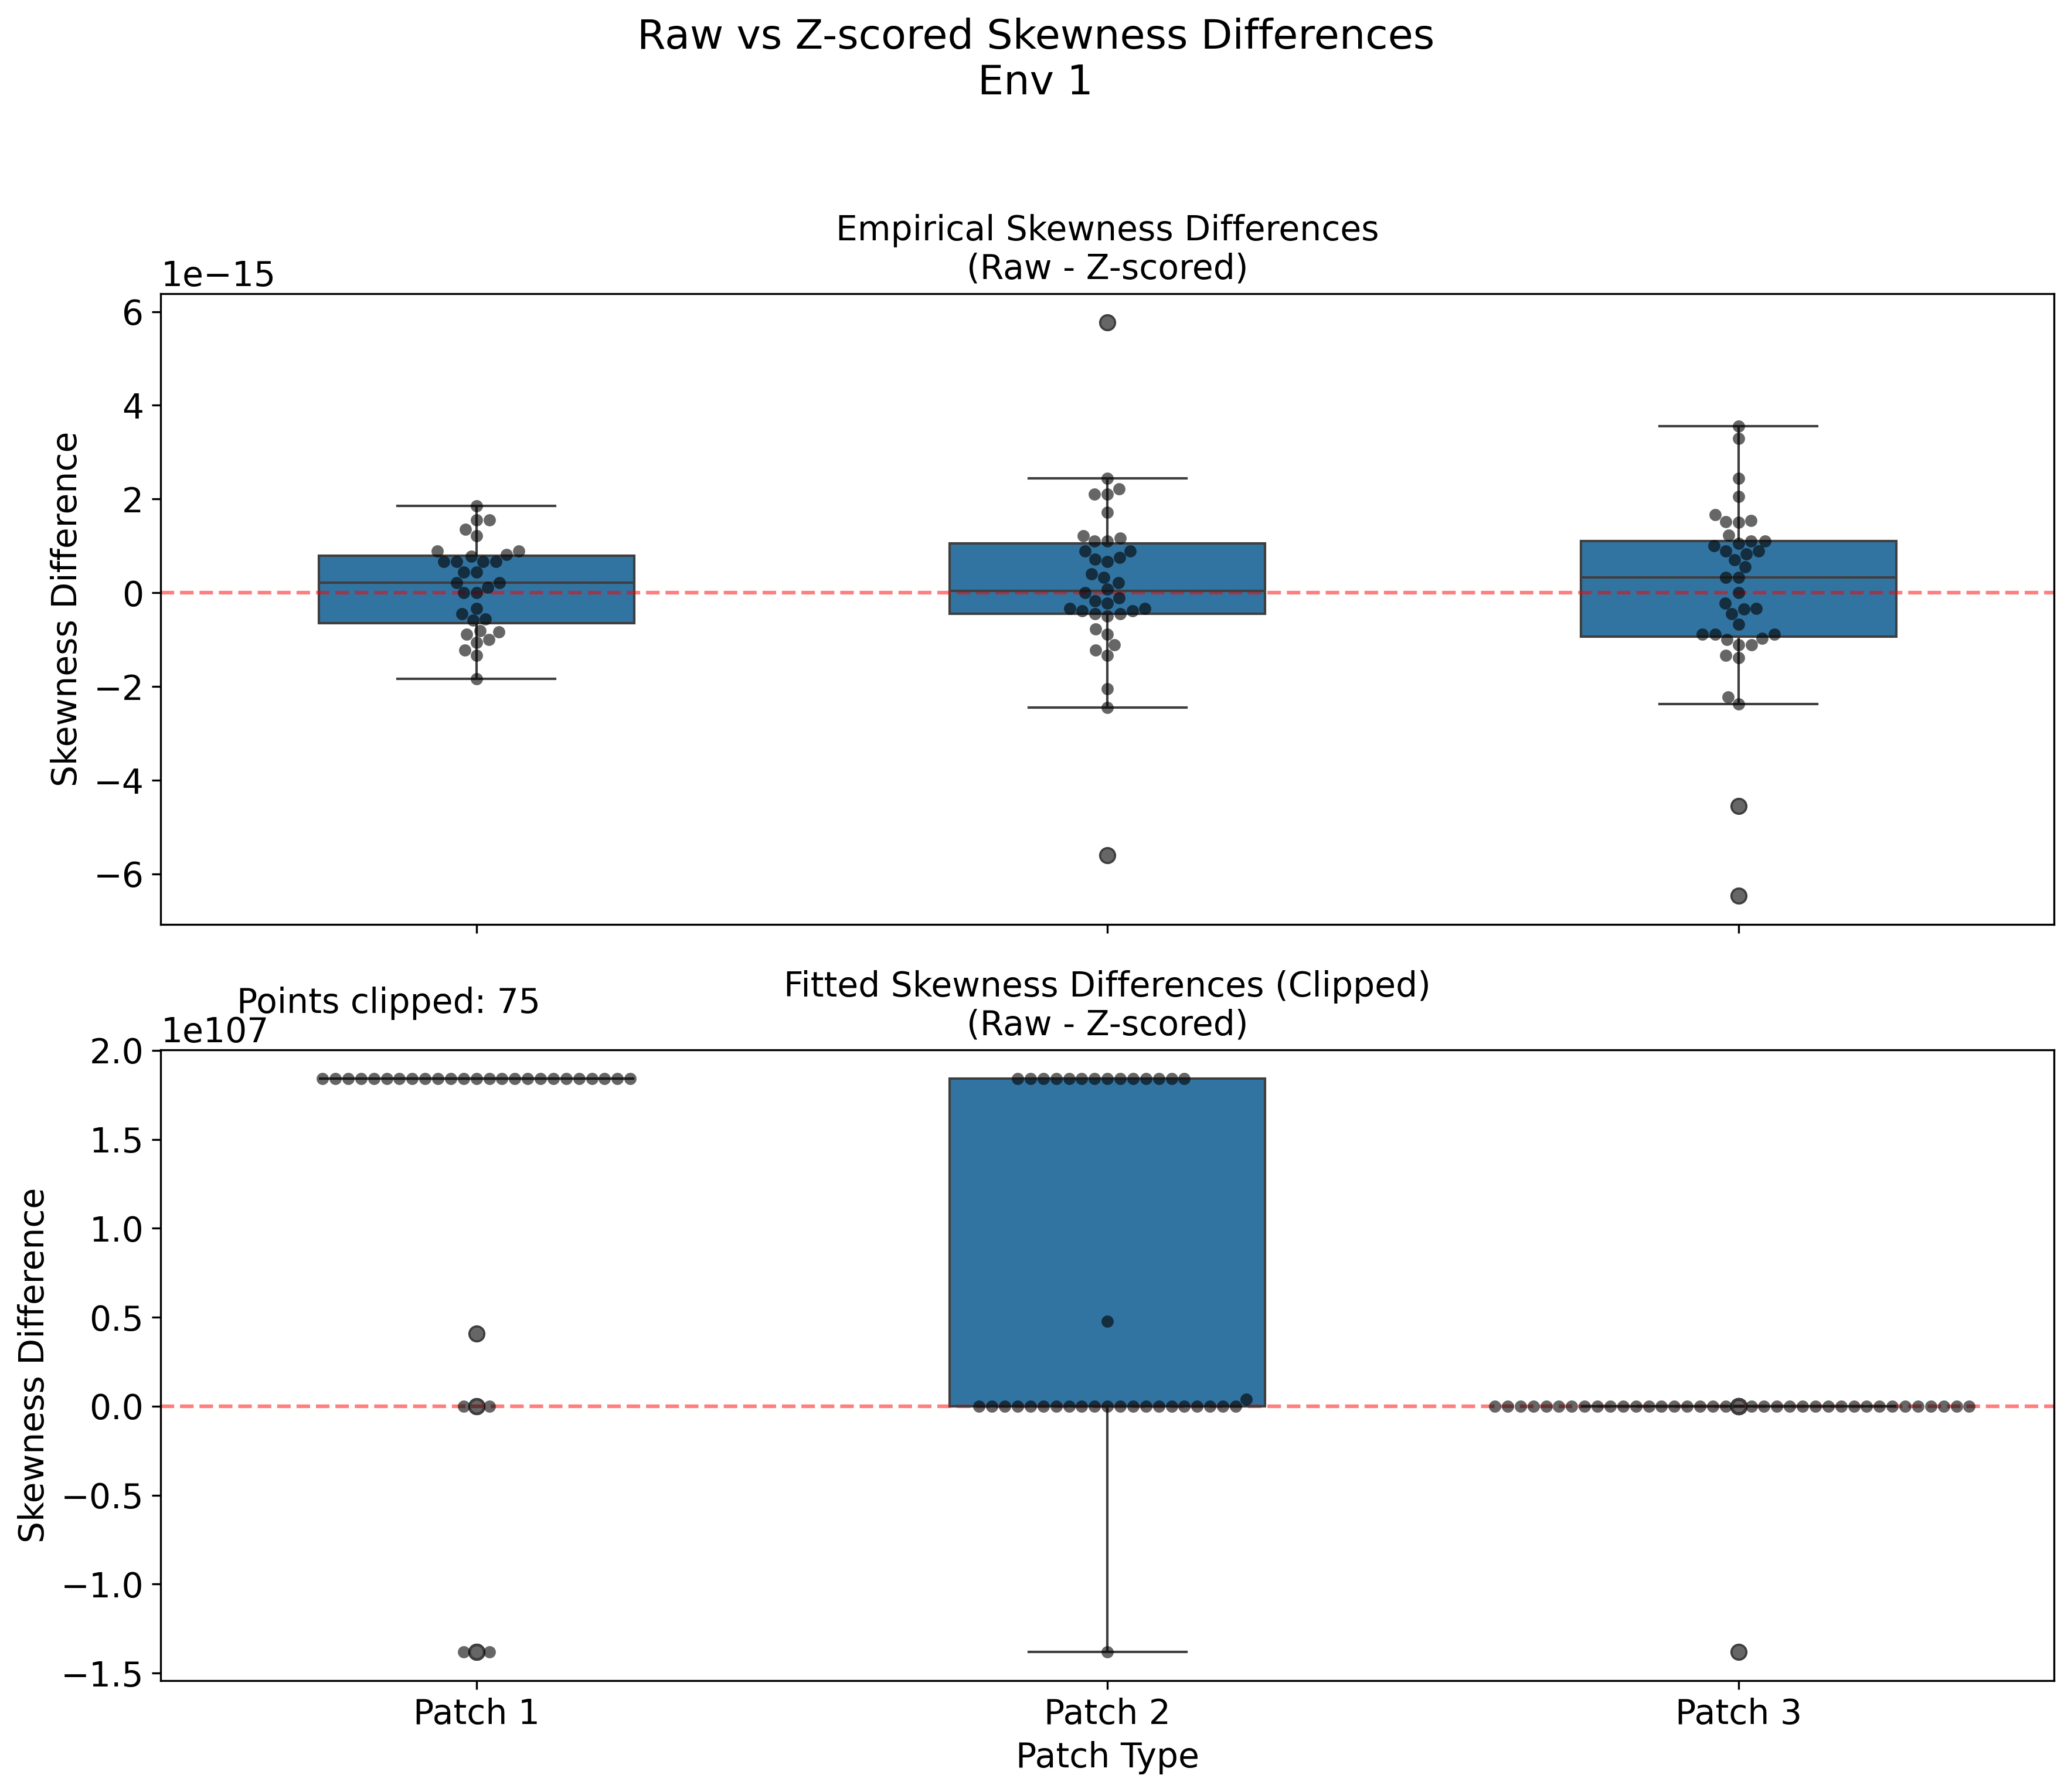 Raw vs Z-scored Skewness Differences
Env 1
Empirical Skewness Differences
(Raw - Z-scored)
1e−15
6
4
2
0
−2
−4
−6
Skewness Difference
Points clipped: 75
Fitted Skewness Differences (Clipped)
(Raw - Z-scored)
1e107
2.0
1.5
1.0
0.5
0.0
−0.5
−1.0
−1.5
Skewness Difference
Patch 1
Patch 2
Patch 3
Patch Type